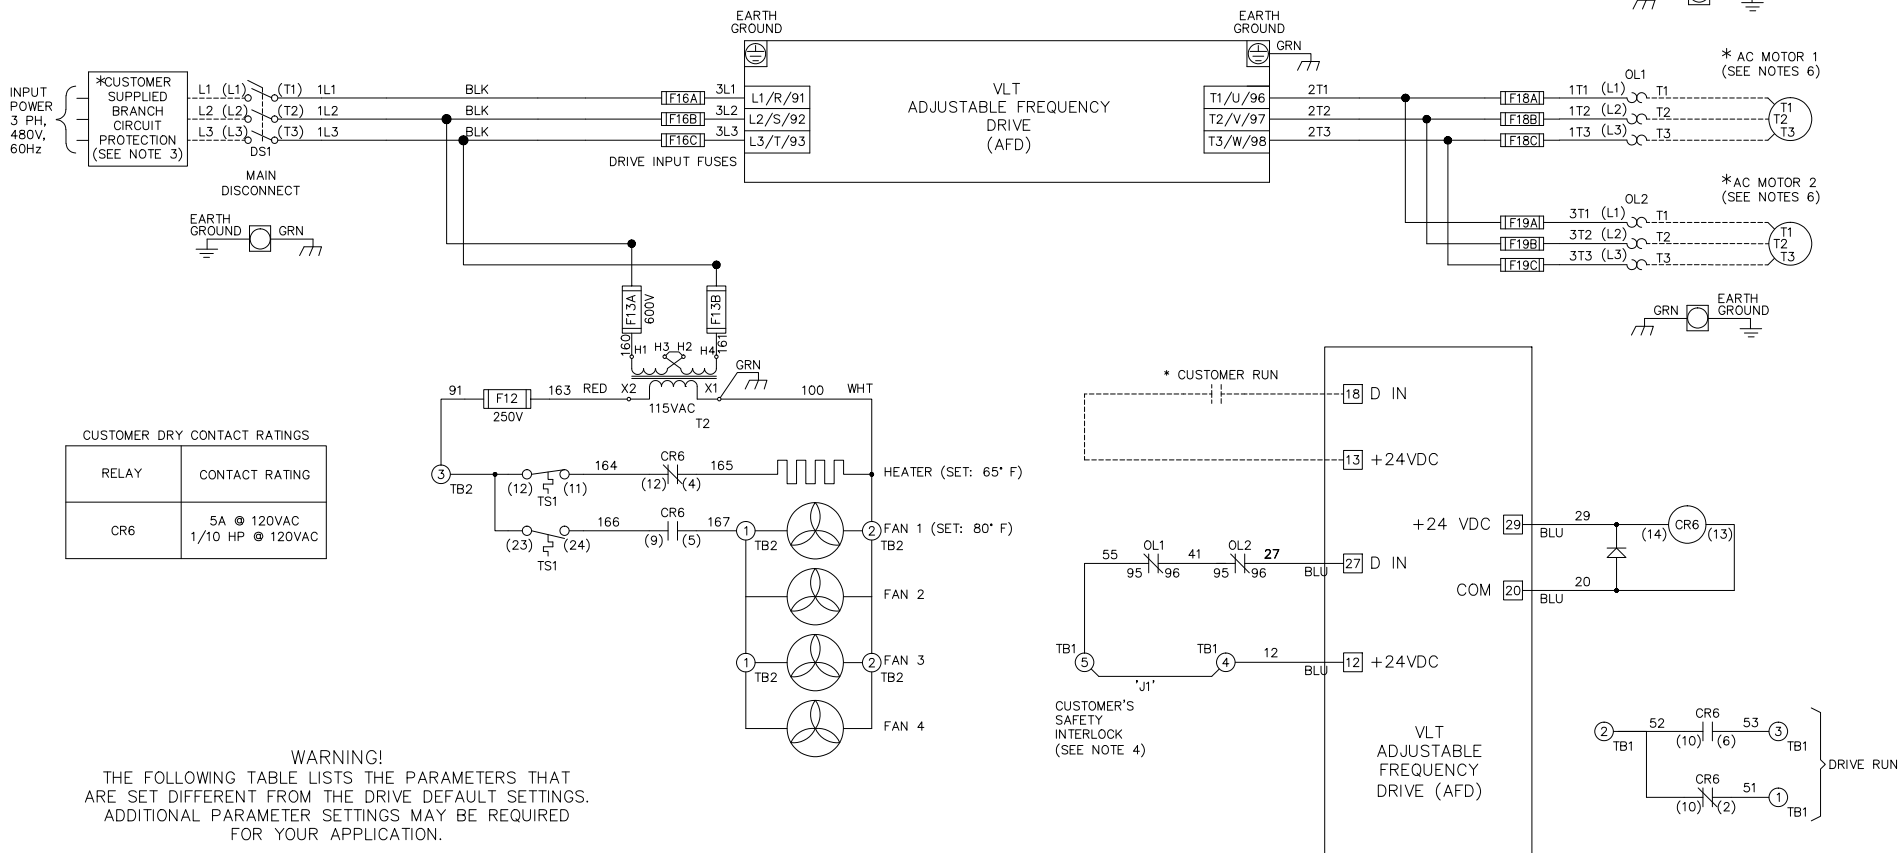 EARTH
GROUND
EARTH
GROUND
GRN
INPUT
POWER
3 PH,
480V,
60Hz
*CUSTOMER
SUPPLIED
BRANCH
CIRCUIT
PROTECTION
(SEE NOTE 3)
L1 (L1) (T1) 1L1 BLK F16A 3L1 L1/R/91
L2 (L2) (T2) 1L2 BLK F16B 3L2 L2/S/92
L3 (L3) (T3) 1L3 BLK F16C 3L3 L3/T/93
DS1
MAIN
DISCONNECT
DRIVE INPUT FUSES
VLT
ADJUSTABLE FREQUENCY
DRIVE
(AFD)
* AC MOTOR 1
(SEE NOTES 6)
OL1
T1/U/96 2T1 F18A 1T1 (L1) T1 T1
T2/V/97 2T2 F18B 1T2 (L2) T2 T2
T3/W/98 2T3 F18C 1T3 (L3) T3 T3
*AC MOTOR 2
(SEE NOTES 6)
OL2
F19A 3T1 (L1) T1 T1
F19B 3T2 (L2) T2 T2
F19C 3T3 (L3) T3 T3
EARTH
GROUND
GRN
GRN
EARTH
GROUND
F13A
600V
F13B
160
161
H1 H3 H2 H4
GRN
91 F12 163 RED X2 X1 100 WHT
250V
115VAC
T2
CUSTOMER DRY CONTACT RATINGS
RELAY CONTACT RATING
CR6 5A @ 120VAC
1/10 HP @ 120VAC
3
TB2
CR6
164 165 HEATER (SET: 65° F)
(12) (11) (12) (4)
TS1
CR6
166 167 1 2 FAN 1 (SET: 80° F)
(23) (24) (9) (5) TB2 TB2
TS1
FAN 2
1 2 FAN 3
TB2 TB2
FAN 4
* CUSTOMER RUN
18 D IN
13 +24VDC
+24 VDC 29 29
BLU
CR6
(14) (13)
55 OL1 41 OL2 27
95 96 95 96 BLU
27 D IN
COM 20 20
BLU
TB1 TB1
5 4 12
BLU
12 +24VDC
'J1'
CUSTOMER'S
SAFETY
INTERLOCK
(SEE NOTE 4)
VLT
ADJUSTABLE
FREQUENCY
DRIVE (AFD)
CR6
2 52 53 3
TB1 (10) (6) TB1
DRIVE RUN
CR6
51 1
(10) (2) TB1
WARNING!
THE FOLLOWING TABLE LISTS THE PARAMETERS THAT
ARE SET DIFFERENT FROM THE DRIVE DEFAULT SETTINGS.
ADDITIONAL PARAMETER SETTINGS MAY BE REQUIRED
FOR YOUR APPLICATION.